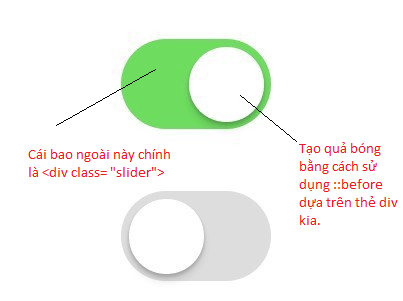 Cái bao ngoài này chính
là <div class= "slider">
Tạo quả bóng
bằng cách sử
dụng ::before
dựa trên thẻ div
kia.